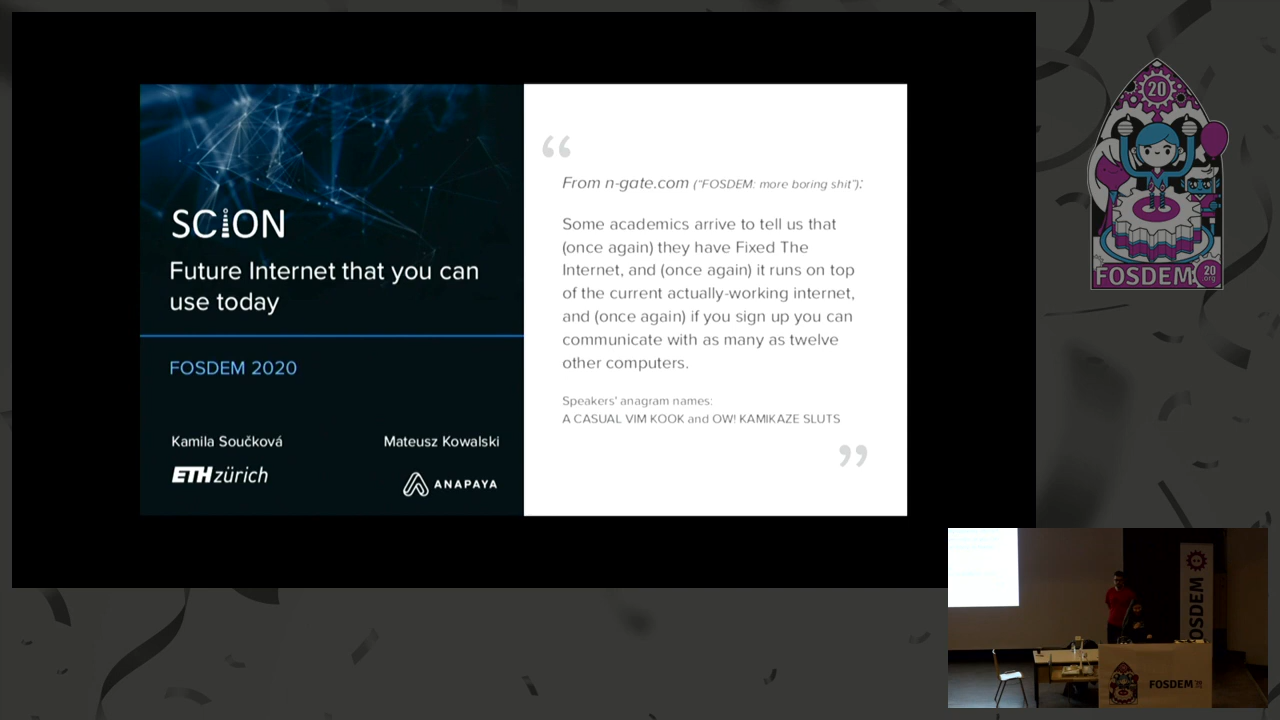 SCION
Future Internet that you can
use today
FOSDEM 2020
Kamila Součková
ETH zürich
Mateusz Kowalski
ANAPAYA
“
From n-gate.com (“FOSDEM: more boring shit”):
Some academics arrive to tell us that
(once again) they have Fixed The
Internet, and (once again) it runs on top
of the current actually-working internet,
and (once again) if you sign up you can
communicate with as many as twelve
other computers.
Speakers' anagram names:
A CASUAL VIM KOOK and OW! KAMIKAZE SLUTS
”
20
FOSDEM
20
.org
FOSDEM
FOSDEM